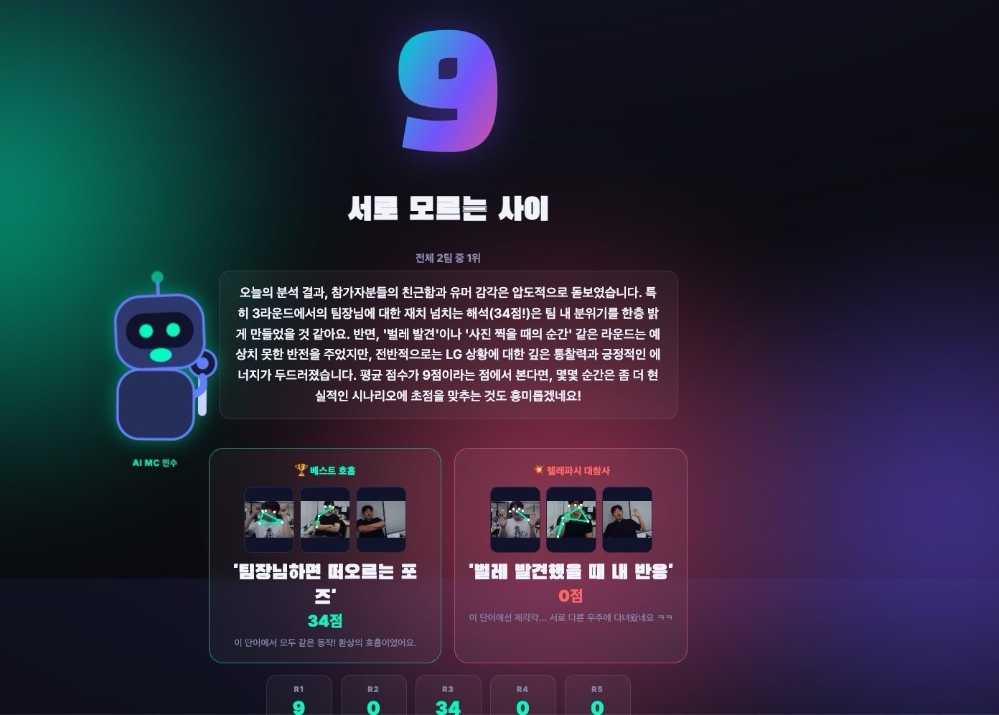 9
서로 모르는 사이
전체 2팀 중 1위
오늘의 분석 결과, 참가자분들의 친근함과 유머 감각은 압도적으로 돋보였습니다. 특
히 3라운드에서의 팀장님에 대한 재치 넘치는 해석(34점!)은 팀 내 분위기를 한층 밝
게 만들었을 것 같아요. 반면, '벌레 발견'이나 '사진 찍을 때의 순간' 같은 라운드는 예
상치 못한 반전을 주었지만, 전반적으로는 LG 상황에 대한 깊은 통찰력과 긍정적인 에
너지가 두드러졌습니다. 평균 점수가 9점이라는 점에서 본다면, 몇몇 순간은 좀 더 현
실적인 시나리오에 초점을 맞추는 것도 흥미롭겠네요!
AI MC 민수
🏆 베스트 호흡
'팀장님하면 떠오르는 포
즈'
34점
이 단어에서 모두 같은 동작! 환상의 호흡이었어요.
💥 텔레파시 대참사
'벌레 발견했을 때 내 반응'
0점
이 단어에선 제각각... 서로 다른 우주에 다녀왔네요 ㅋㅋ
R1 R2 R3 R4 R5
9 0 34 0 0